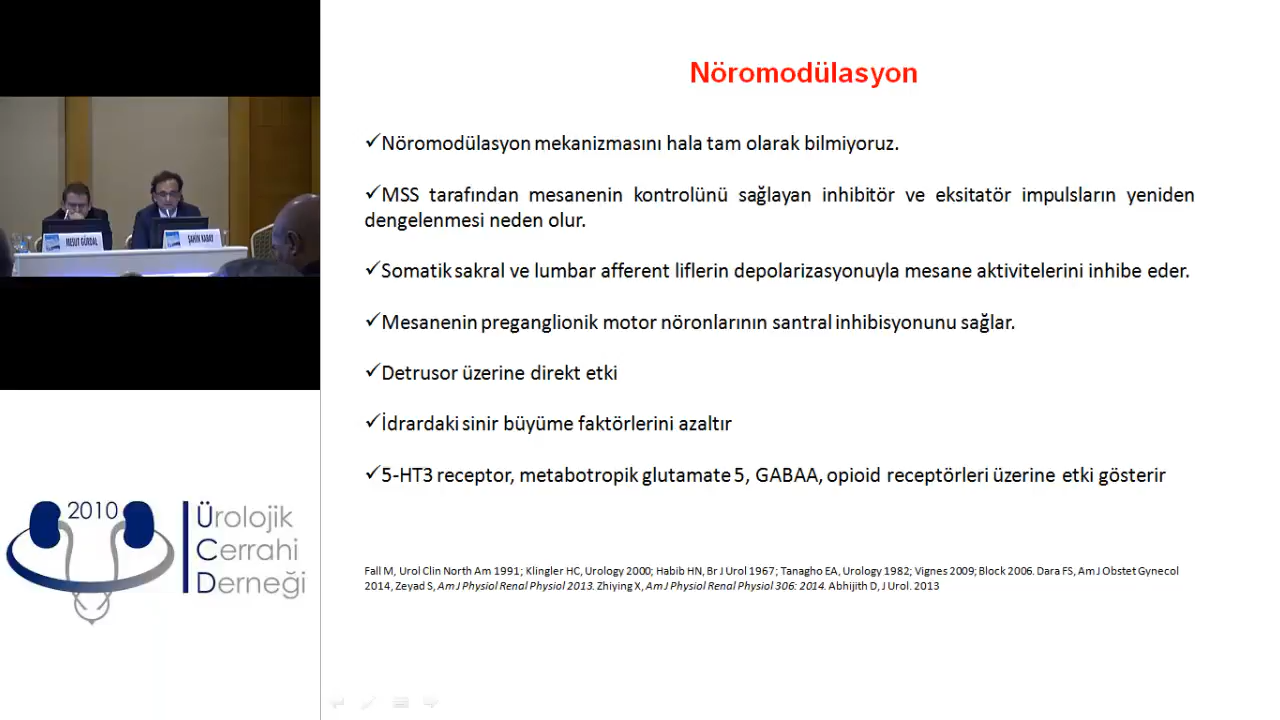 Nöromodülasyon
✓Nöromodülasyon mekanizmasını hala tam olarak bilmiyoruz.
✓MSS tarafından mesanenin kontrolünü sağlayan inhibitör ve eksitatör impulsların yeniden
dengelenmesi neden olur.
✓Somatik sakral ve lumbar afferent liflerin depolarizasyonuyla mesane aktivitelerini inhibe eder.
✓Mesanenin preganglionik motor nöronlarının santral inhibisyonunu sağlar.
✓Detrusor üzerine direkt etki
✓İdrardaki sinir büyüme faktörlerini azaltır
✓5-HT3 receptor, metabotropik glutamate 5, GABAA, opioid receptörleri üzerine etki gösterir
Fall M, Urol Clin North Am 1991; Klingler HC, Urology 2000; Habib HN, Br J Urol 1967; Tanagho EA, Urology 1982; Vignes 2009; Block 2006. Dara FS, Am J Obstet Gynecol
2014, Zeyad S, Am J Physiol Renal Physiol 2013. Zhiying X, Am J Physiol Renal Physiol 306: 2014. Abhijith D, J Urol. 2013
MESUT GÜRDAL
ŞAHİN KABAY
2010
Ürolojik
Cerrahi
Derneği